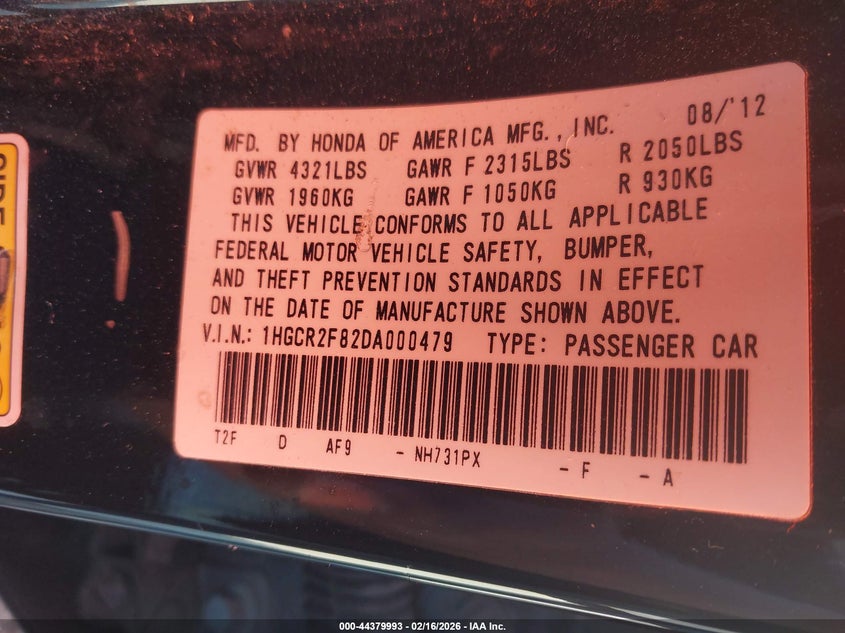 MFD. BY HONDA OF AMERICA MFG., INC. 08/'12
GVWR 4321LBS GAWR F 2315LBS R 2050LBS
GVWR 1960KG GAWR F 1050KG R 930KG
THIS VEHICLE CONFORMS TO ALL APPLICABLE
FEDERAL MOTOR VEHICLE SAFETY, BUMPER,
AND THEFT PREVENTION STANDARDS IN EFFECT
ON THE DATE OF MANUFACTURE SHOWN ABOVE.
V.I.N.: 1HGCR2F82DA000479 TYPE: PASSENGER CAR
T2F D AF9 - NH731PX - F - A
000-44379993 - 02/16/2026 - IAA Inc.